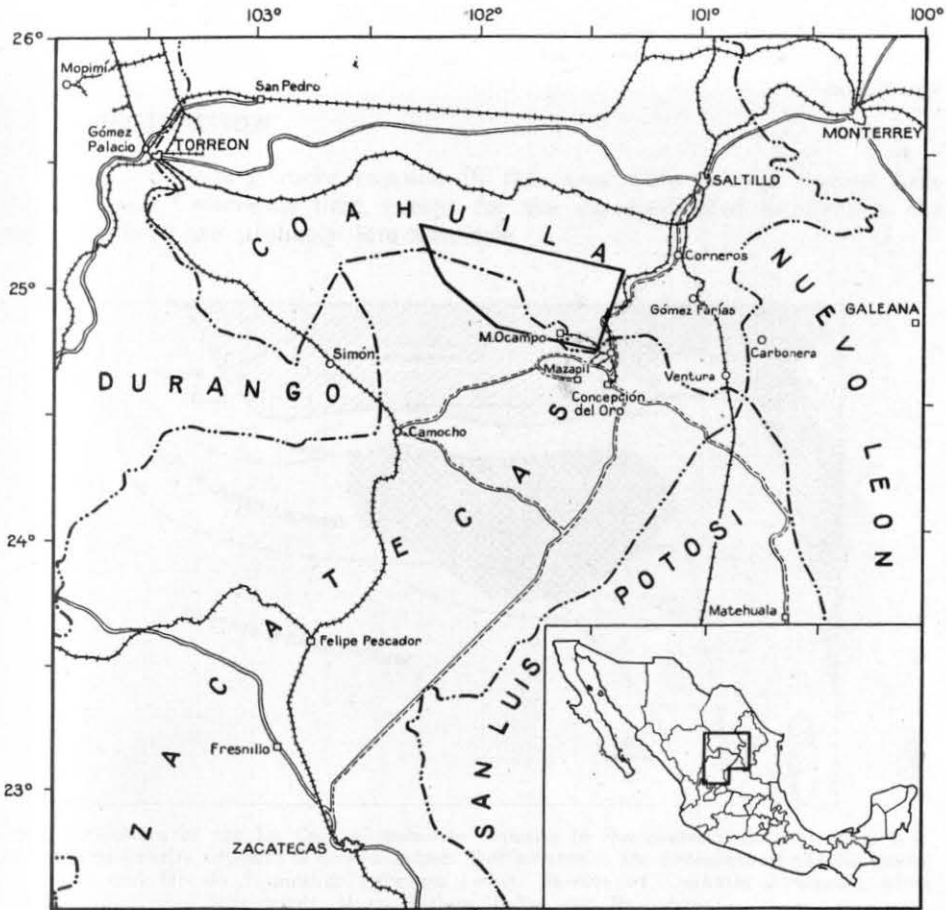 103° 102° 101° 100°
26°
Mopimí
San Pedro
Gómez
Palacio
TORREON
MONTERREY
SALTILLO
COAHUILA
Corneros
NUEVO LEON
25°
Gómez Farías
GALEANA
M. Ocampo
Carbonera
Simón
Mazapil
Ventura
DURANGO
Concepción
del Oro
Camocho
ZACATECAS
24°
SAN LUIS POTOSI
Matehuala
Felipe Pescador
Fresnillo
23°
ZACATECAS